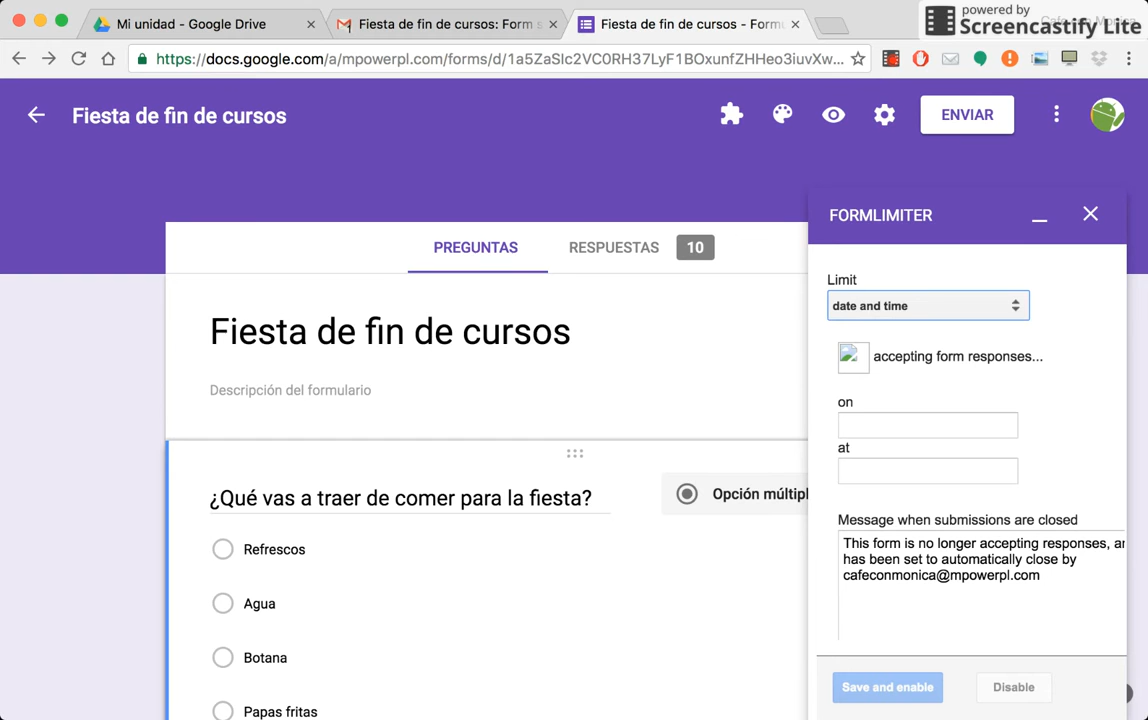 Mi unidad - Google Drive
Fiesta de fin de cursos: Form s
Fiesta de fin de cursos - Form
powered by
Screencastify Lite
https://docs.google.com/a/mpowerpl.com/forms/d/1a5ZaSIc2VC0RH37LyF1BOxunfZHHeo3iuvXw...
Fiesta de fin de cursos
ENVIAR
FORMLIMITER
PREGUNTAS
RESPUESTAS
10
Limit
date and time
Fiesta de fin de cursos
accepting form responses...
Descripción del formulario
on
at
¿Qué vas a traer de comer para la fiesta?
Opción múltipl
Message when submissions are closed
This form is no longer accepting responses, an
has been set to automatically close by
cafeconmonica@mpowerpl.com
Refrescos
Agua
Botana
Papas fritas
Save and enable
Disable